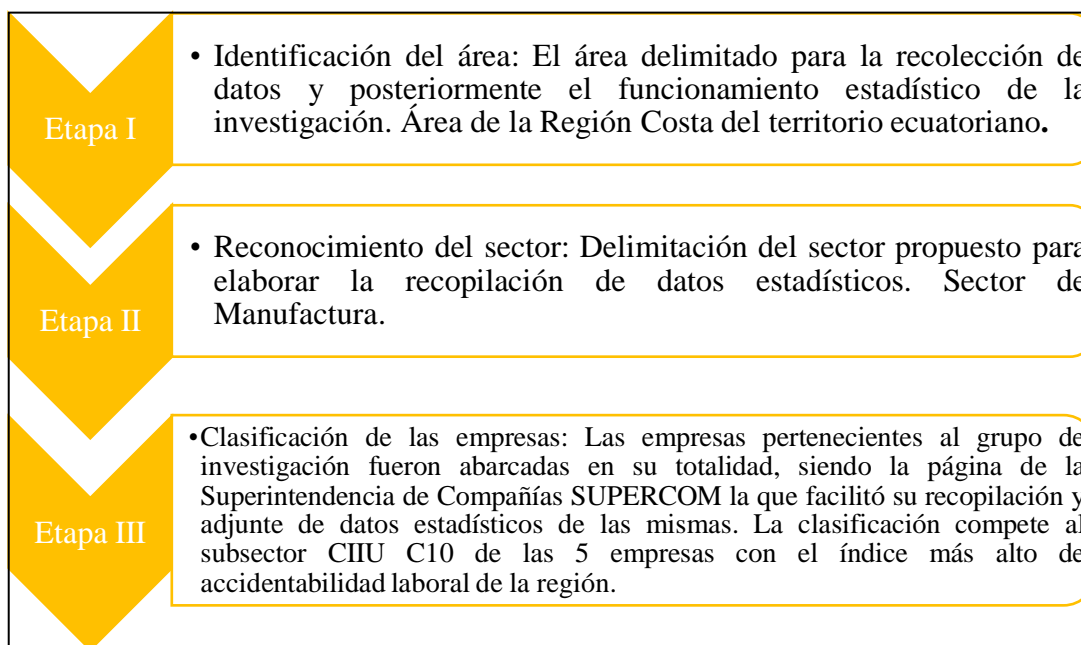 Etapa I
• Identificación del área: El área delimitado para la recolección de
datos y posteriormente el funcionamiento estadístico de la
investigación. Área de la Región Costa del territorio ecuatoriano.
Etapa II
• Reconocimiento del sector: Delimitación del sector propuesto para
elaborar la recopilación de datos estadísticos. Sector de
Manufactura.
Etapa III
•Clasificación de las empresas: Las empresas pertenecientes al grupo de
investigación fueron abarcadas en su totalidad, siendo la página de la
Superintendencia de Compañías SUPERCOM la que facilitó su recopilación y
adjunte de datos estadísticos de las mismas. La clasificación compete al
subsector CIIU C10 de las 5 empresas con el índice más alto de
accidentabilidad laboral de la región.